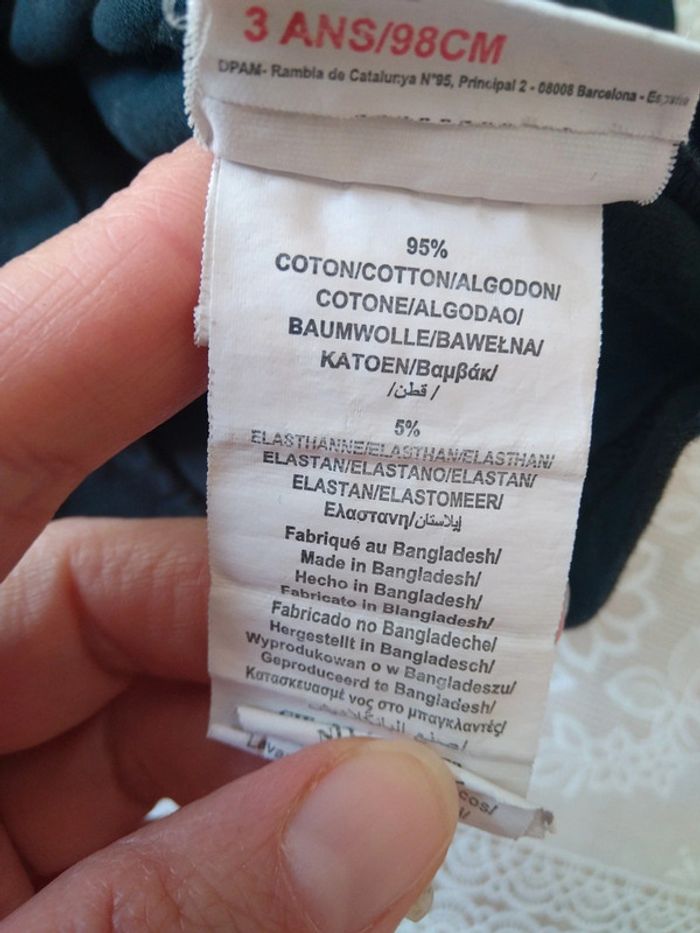 3 ANS/98CM
DPAM- Rambla de Catalunya N°95, Principal 2 - 08008 Barcelona - España
95%
COTON/COTTON/ALGODON/
COTONE/ALGODAO/
BAUMWOLLE/BAWEŁNA/
KATOEN/Βαμβάκ/
/قطن /
5%
ELASTHANNE/ELASTHAN/ELASTHAN/
ELASTAN/ELASTANO/ELASTAN/
ELASTAN/ELASTOMEER/
Ελαστανη/إيلاستان
Fabriqué au Bangladesh/
Made in Bangladesh/
Hecho in Bangladesh/
Fabricato in Blangladesh/
Fabricado no Bangladeche/
Hergestellt in Bangladesch/
Wyprodukowan o w Bangladeszu/
Geproduceerd te Bangladesh/
Κατασκευασμέ νος στο μπαγκλαντές/